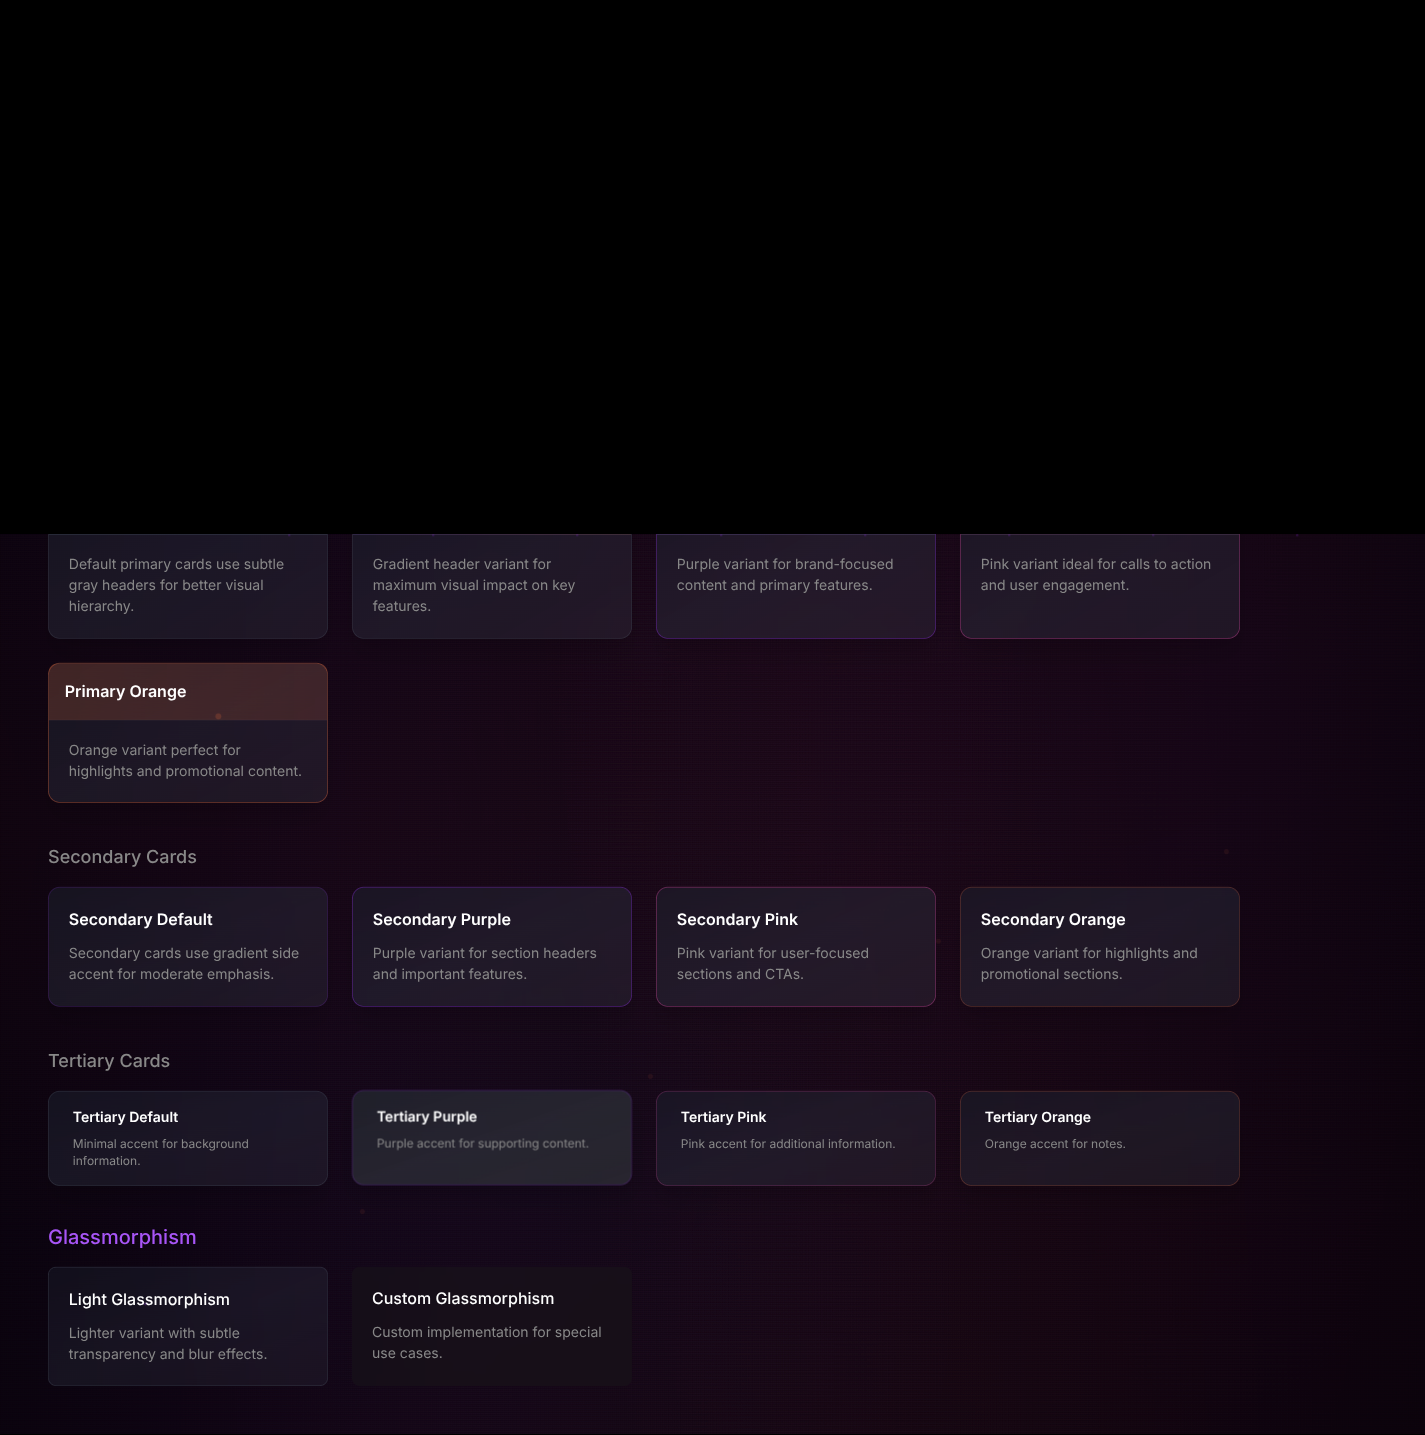 Default primary cards use subtle
gray headers for better visual
hierarchy.
Gradient header variant for
maximum visual impact on key
features.
Purple variant for brand-focused
content and primary features.
Pink variant ideal for calls to action
and user engagement.
Primary Orange
Orange variant perfect for
highlights and promotional content.
Secondary Cards
Secondary Default
Secondary cards use gradient side
accent for moderate emphasis.
Secondary Purple
Purple variant for section headers
and important features.
Secondary Pink
Pink variant for user-focused
sections and CTAs.
Secondary Orange
Orange variant for highlights and
promotional sections.
Tertiary Cards
Tertiary Default
Minimal accent for background
information.
Tertiary Purple
Purple accent for supporting content.
Tertiary Pink
Pink accent for additional information.
Tertiary Orange
Orange accent for notes.
Glassmorphism
Light Glassmorphism
Lighter variant with subtle
transparency and blur effects.
Custom Glassmorphism
Custom implementation for special
use cases.